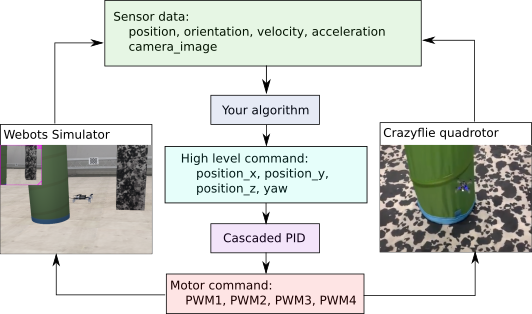 Sensor data:
position, orientation, velocity, acceleration
camera_image
Your algorithm
Webots Simulator
Crazyflie quadrotor
High level command:
position_x, position_y,
position_z, yaw
Cascaded PID
Motor command:
PWM1, PWM2, PWM3, PWM4